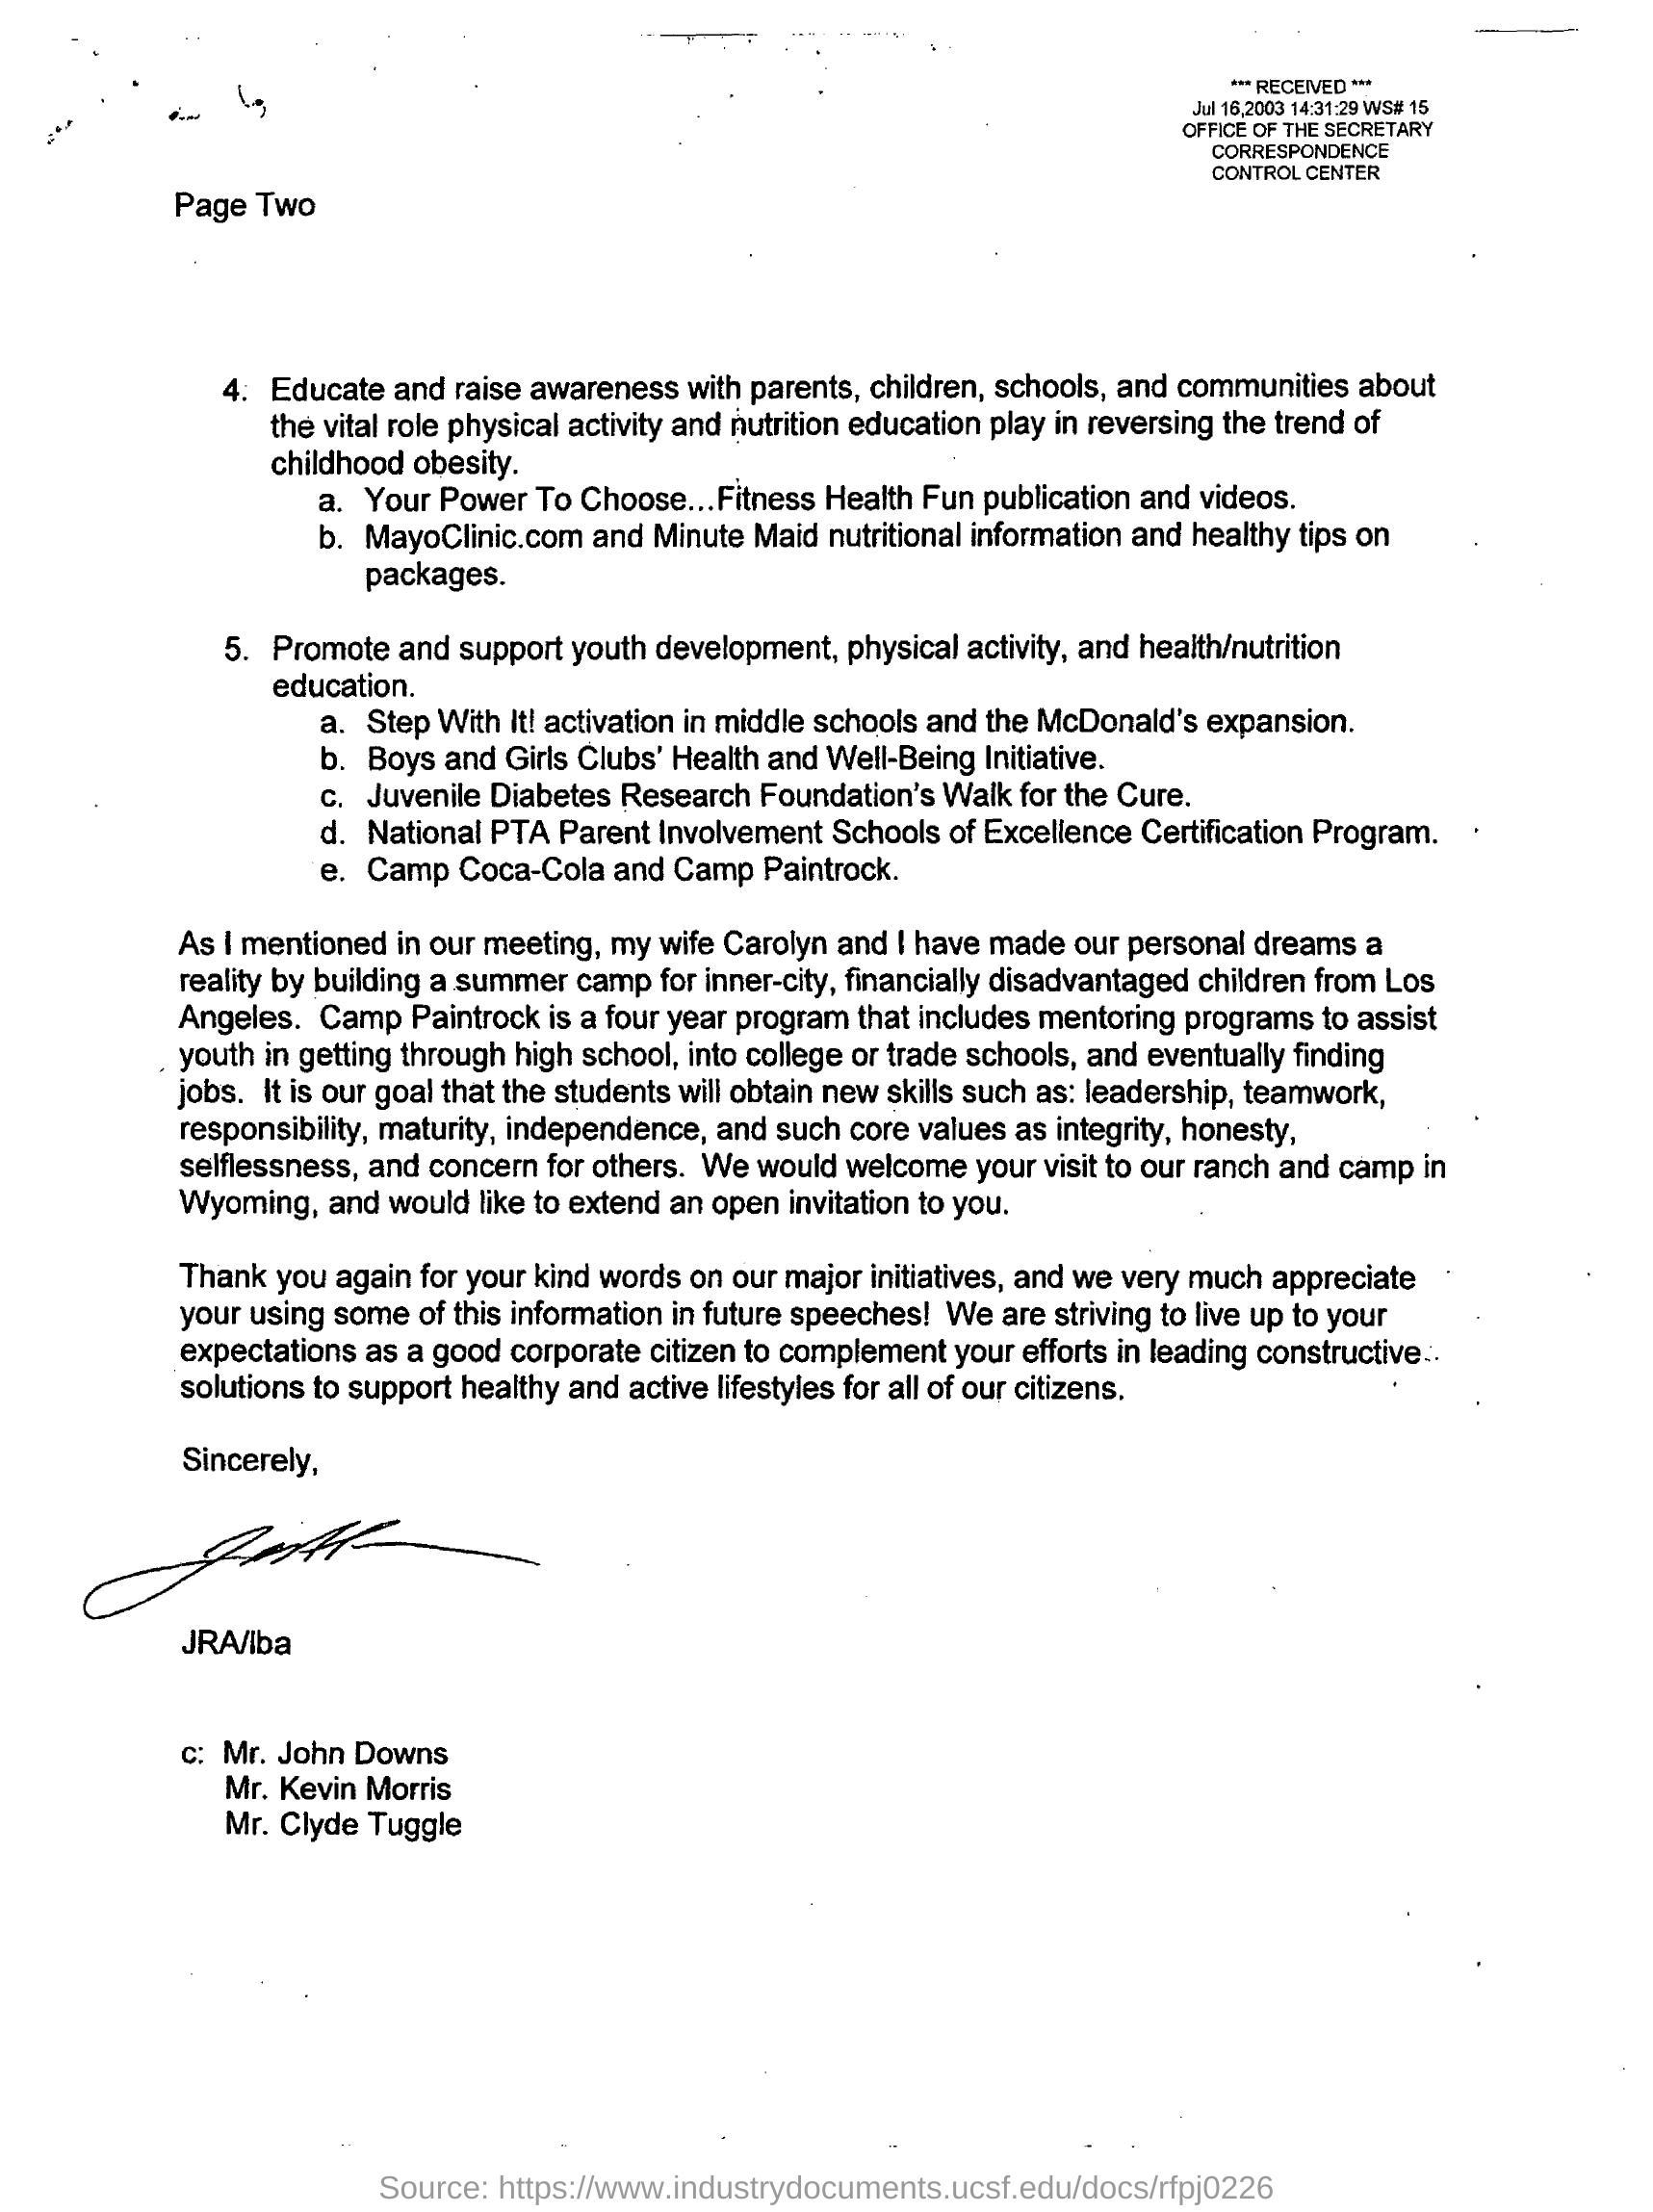 *** RECEIVED ***
Jul 16,2003 14:31:29 WS# 15
OFFICE OF THE SECRETARY
CORRESPONDENCE
CONTROL CENTER
Page Two
4. Educate and raise awareness with parents, children, schools, and communities about
the vital role physical activity and nutrition education play in reversing the trend of
childhood obesity.
a. Your Power To Choose...Fitness Health Fun publication and videos.
b. MayoClinic.com and Minute Maid nutritional information and healthy tips on
packages.
5. Promote and support youth development, physical activity, and health/nutrition
education.
a. Step With It! activation in middle schools and the McDonald's expansion.
b. Boys and Girls Clubs' Health and Well-Being Initiative.
c. Juvenile Diabetes Research Foundation's Walk for the Cure.
d. National PTA Parent Involvement Schools of Excellence Certification Program.
e. Camp Coca-Cola and Camp Paintrock.
As I mentioned in our meeting, my wife Carolyn and I have made our personal dreams a
reality by building a summer camp for inner-city, financially disadvantaged children from Los
Angeles. Camp Paintrock is a four year program that includes mentoring programs to assist
youth in getting through high school, into college or trade schools, and eventually finding
jobs. It is our goal that the students will obtain new skills such as: leadership, teamwork,
responsibility, maturity, independence, and such core values as integrity, honesty,
selflessness, and concern for others. We would welcome your visit to our ranch and camp in
Wyoming, and would like to extend an open invitation to you.
Thank you again for your kind words on our major initiatives, and we very much appreciate
your using some of this information in future speeches! We are striving to live up to your
expectations as a good corporate citizen to complement your efforts in leading constructive
solutions to support healthy and active lifestyles for all of our citizens.
Sincerely,
JRA/lba
c: Mr. John Downs
Mr. Kevin Morris
Mr. Clyde Tuggle
Source: https://www.industrydocuments.ucsf.edu/docs/rfpj0226